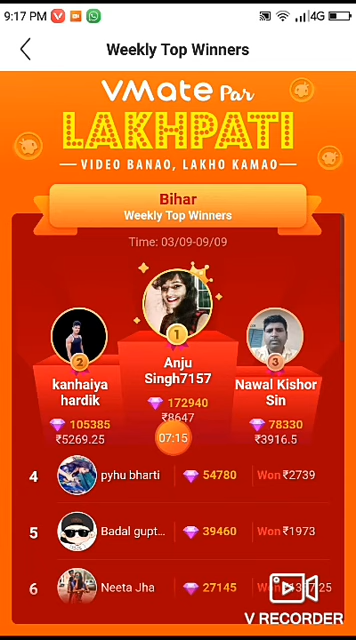 9:17 PM 4G
Weekly Top Winners
VMate Par
LAKHPATI
VIDEO BANAO, LAKHO KAMAO
Bihar
Weekly Top Winners
Time: 03/09-09/09
1
2
3
kanhaiya
hardik
105385
₹5269.25
Anju
Singh7157
172940
₹8647
Nawal Kishor
Sin
78330
₹3916.5
07:15
4 pyhu bharti 54780 Won ₹2739
5 Badal gupt... 39460 Won ₹1973
6 Neeta Jha 27145 Won
V RECORDER